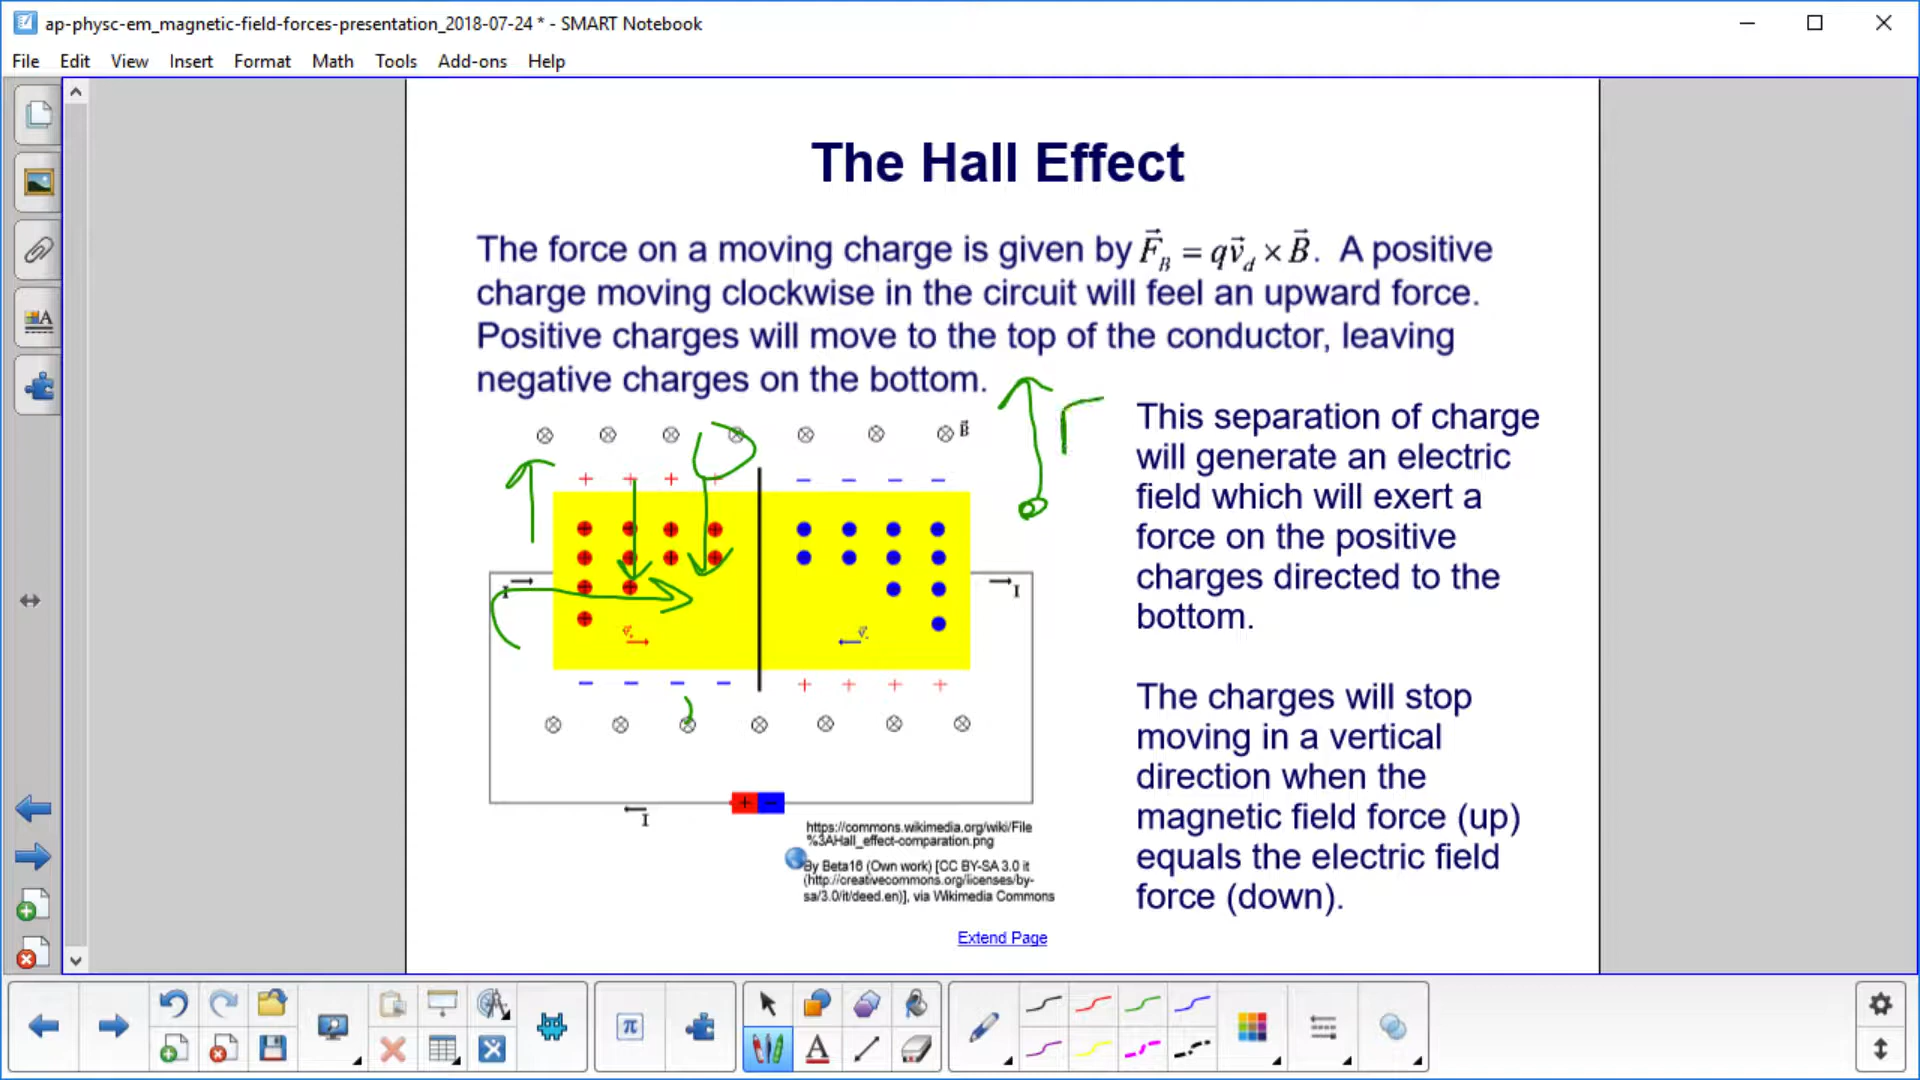 ap-physc-em_magnetic-field-forces-presentation_2018-07-24 * - SMART Notebook
File Edit View Insert Format Math Tools Add-ons Help
The Hall Effect
The force on a moving charge is given by F⃗_B = qv⃗_d × B⃗. A positive
charge moving clockwise in the circuit will feel an upward force.
Positive charges will move to the top of the conductor, leaving
negative charges on the bottom.
This separation of charge
will generate an electric
field which will exert a
force on the positive
charges directed to the
bottom.
The charges will stop
moving in a vertical
direction when the
magnetic field force (up)
equals the electric field
force (down).
B⃗
+ + + + − − − −
I I
v⃗ v⃗
− − − − + + + +
+ −
I
https://commons.wikimedia.org/wiki/File
%3AHall_effect-comparation.png
By Beta16 (Own work) [CC BY-SA 3.0 it
(http://creativecommons.org/licenses/by-
sa/3.0/it/deed.en)], via Wikimedia Commons
Extend Page
π
A